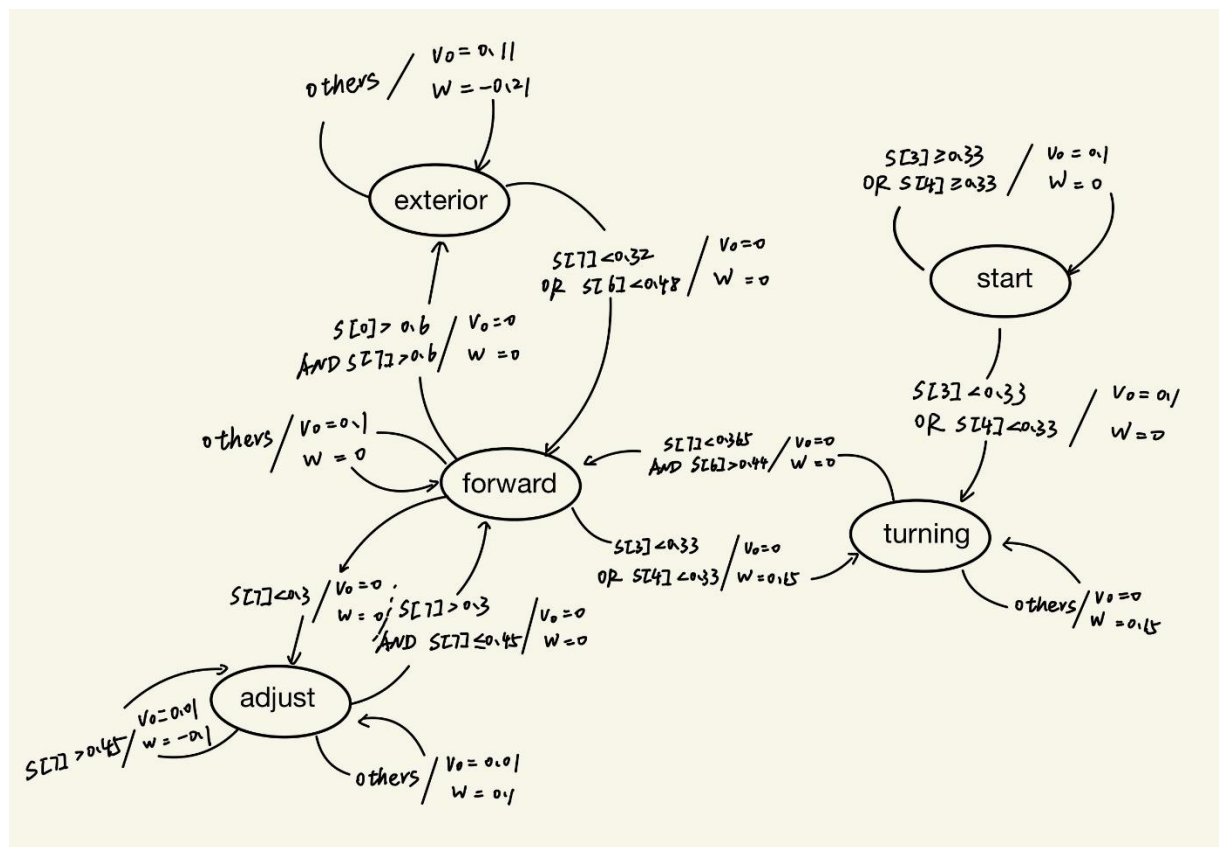 others / V0 = 0.11
W = -0.21
exterior
S[3] ≥ 0.33
OR S[4] ≥ 0.33 / V0 = 0.1
W = 0
start
S[7] < 0.32
OR S[6] < 0.48 / V0 = 0
W = 0
S[0] > 0.6
AND S[7] > 0.6 / V0 = 0
W = 0
S[3] < 0.33
OR S[4] < 0.33 / V0 = 0.1
W = 0
others / V0 = 0.1
W = 0
S[7] < 0.365
AND S[6] > 0.44 / V0 = 0
W = 0
forward
turning
S[3] < 0.33
OR S[4] < 0.33 / V0 = 0
W = 0.15
others / V0 = 0
W = 0.15
S[7] < 0.3 / V0 = 0
W = 0
S[7] > 0.3
AND S[7] ≤ 0.45 / V0 = 0
W = 0
adjust
S[7] > 0.45 / V0 = 0.01
W = -0.1
others / V0 = 0.01
W = 0.1